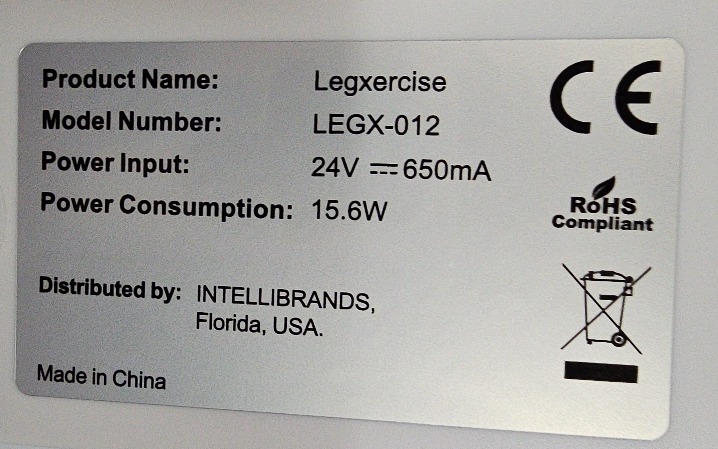 Product Name: Legxercise
Model Number: LEGX-012
Power Input: 24V ⎓ 650mA
Power Consumption: 15.6W
Distributed by: INTELLIBRANDS,
Florida, USA.
Made in China
CE
RoHS
Compliant